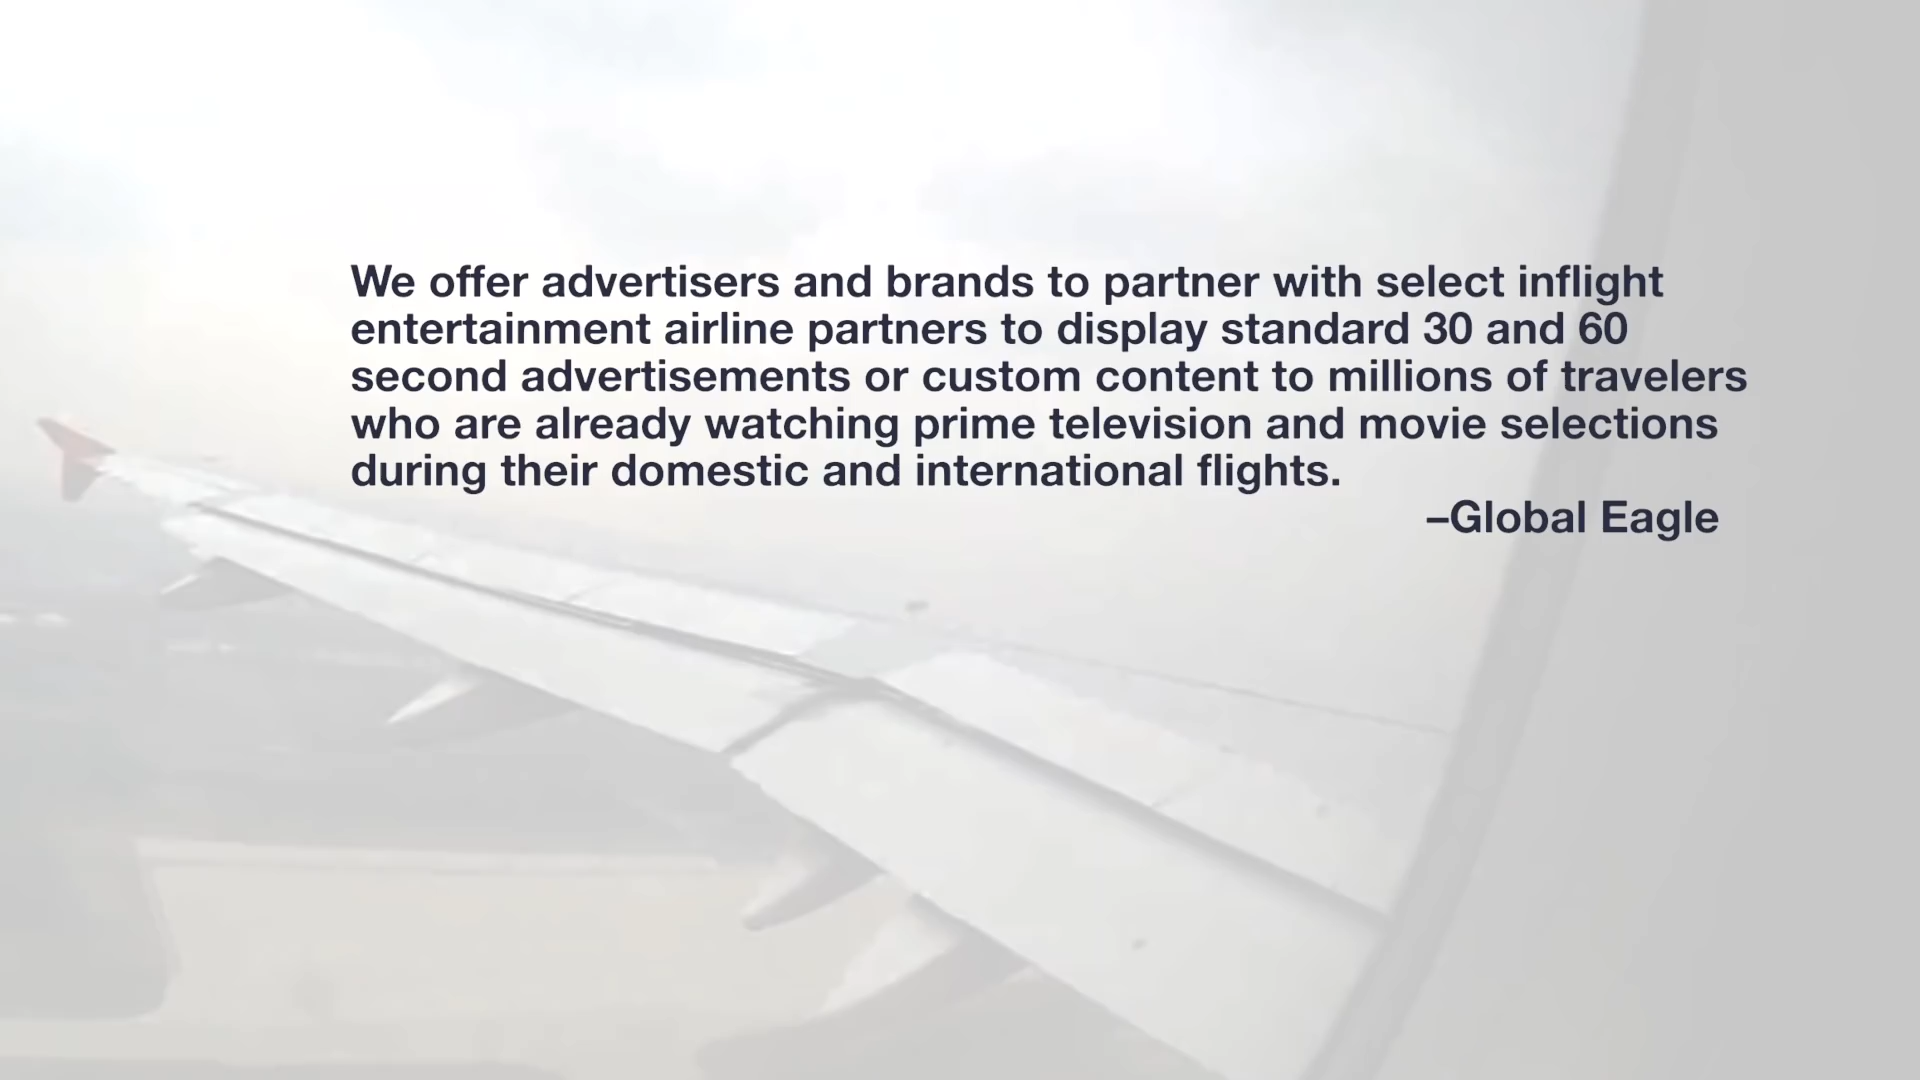 We offer advertisers and brands to partner with select inflight
entertainment airline partners to display standard 30 and 60
second advertisements or custom content to millions of travelers
who are already watching prime television and movie selections
during their domestic and international flights.
–Global Eagle